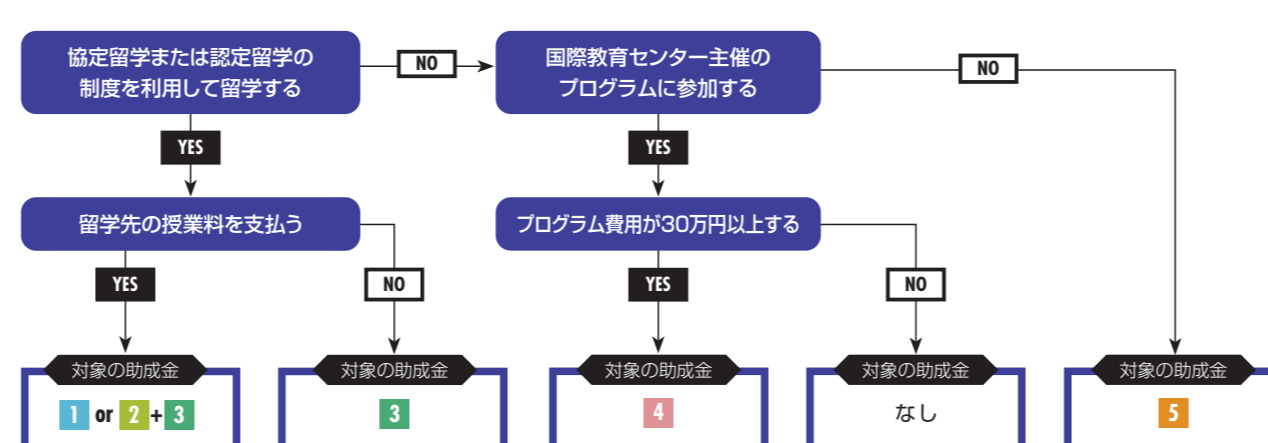 協定留学または認定留学の
制度を利用して留学する
NO
国際教育センター主催の
プログラムに参加する
NO
YES
YES
留学先の授業料を支払う
プログラム費用が30万円以上する
YES
NO
YES
NO
対象の助成金
対象の助成金
対象の助成金
対象の助成金
対象の助成金
1 or 2 + 3
3
4
なし
5